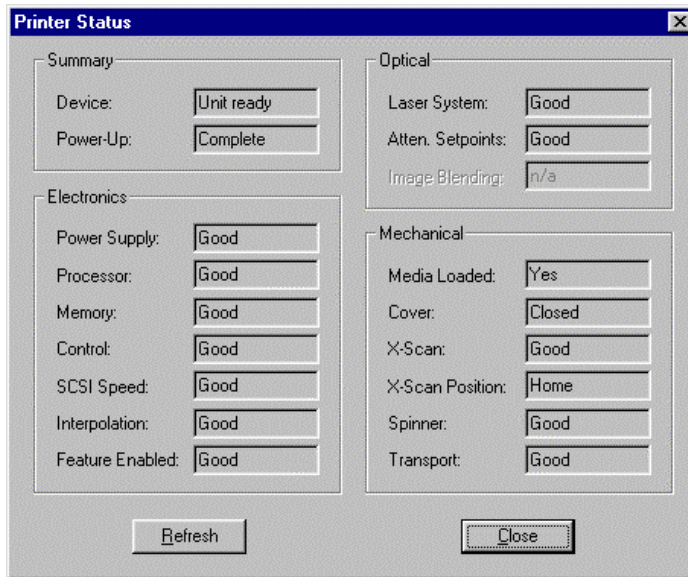 Printer Status
Summary
Device: Unit ready
Power-Up: Complete
Electronics
Power Supply: Good
Processor: Good
Memory: Good
Control: Good
SCSI Speed: Good
Interpolation: Good
Feature Enabled: Good
Optical
Laser System: Good
Atten. Setpoints: Good
Image Blending: n/a
Mechanical
Media Loaded: Yes
Cover: Closed
X-Scan: Good
X-Scan Position: Home
Spinner: Good
Transport: Good
Refresh
Close